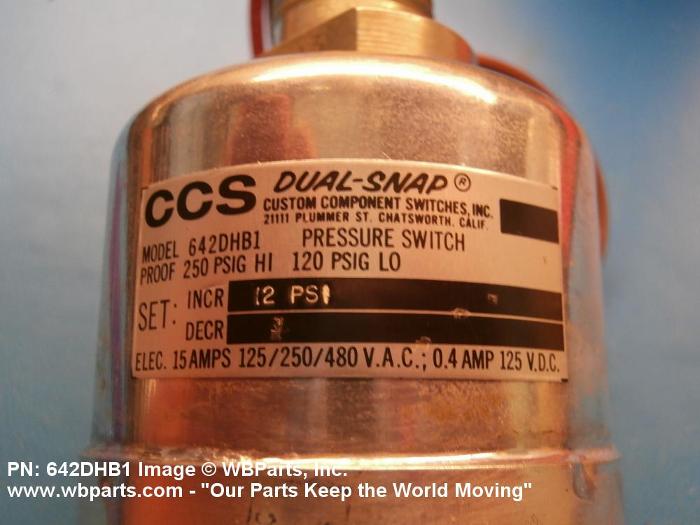 CCS DUAL-SNAP®
CUSTOM COMPONENT SWITCHES, INC.
21111 PLUMMER ST. CHATSWORTH, CALIF.
MODEL 642DHB1 PRESSURE SWITCH
PROOF 250 PSIG HI 120 PSIG LO
SET: INCR 12 PSI
DECR
ELEC. 15 AMPS 125/250/480 V.A.C.; 0.4 AMP 125 V.D.C.
PN: 642DHB1 Image © WBParts, Inc.
www.wbparts.com - "Our Parts Keep the World Moving"